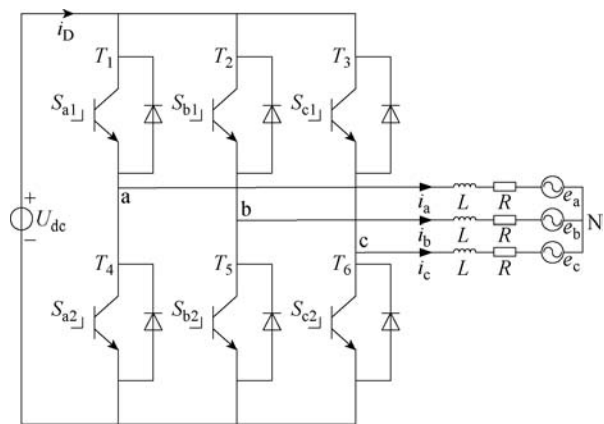 i_D
T_1 T_2 T_3
S_a1 S_b1 S_c1
+
U_dc
−
a
b
c
i_a L R e_a
i_b L R e_b
i_c L R e_c
N
T_4 T_5 T_6
S_a2 S_b2 S_c2